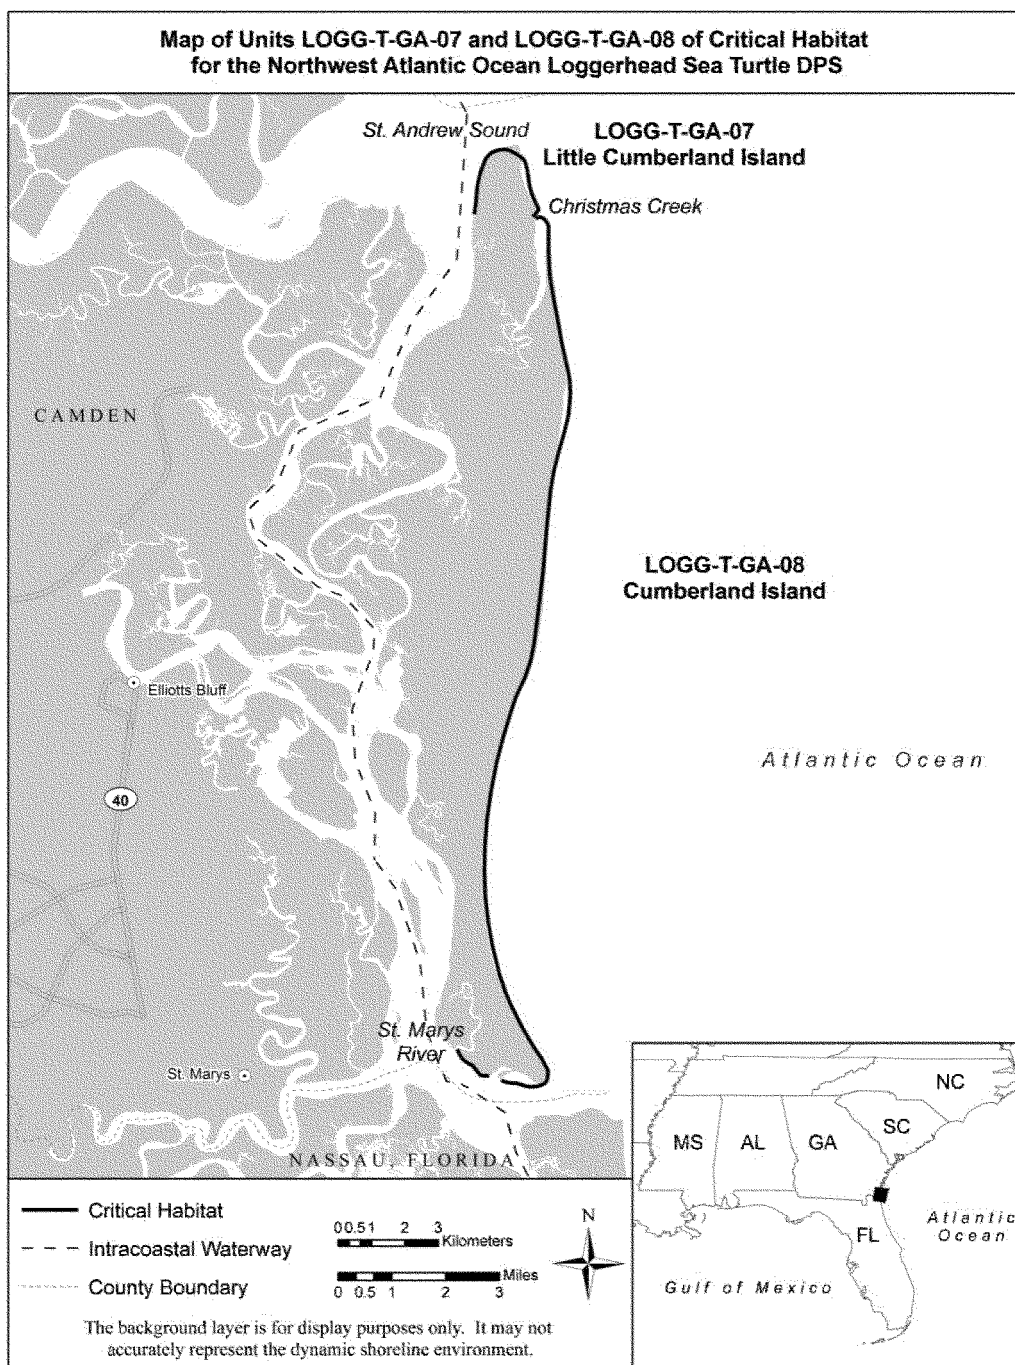 Map of Units LOGG-T-GA-07 and LOGG-T-GA-08 of Critical Habitat
for the Northwest Atlantic Ocean Loggerhead Sea Turtle DPS
St. Andrew Sound
LOGG-T-GA-07
Little Cumberland Island
Christmas Creek
CAMDEN
LOGG-T-GA-08
Cumberland Island
Elliotts Bluff
Atlantic Ocean
40
St. Marys
River
St. Marys
NASSAU, FLORIDA
NC
SC
MS
AL
GA
FL
Atlantic
Ocean
Gulf of Mexico
Critical Habitat
Intracoastal Waterway
County Boundary
0 0.5 1 2 3
Kilometers
Miles
0 0.5 1 2 3
N
The background layer is for display purposes only. It may not
accurately represent the dynamic shoreline environment.